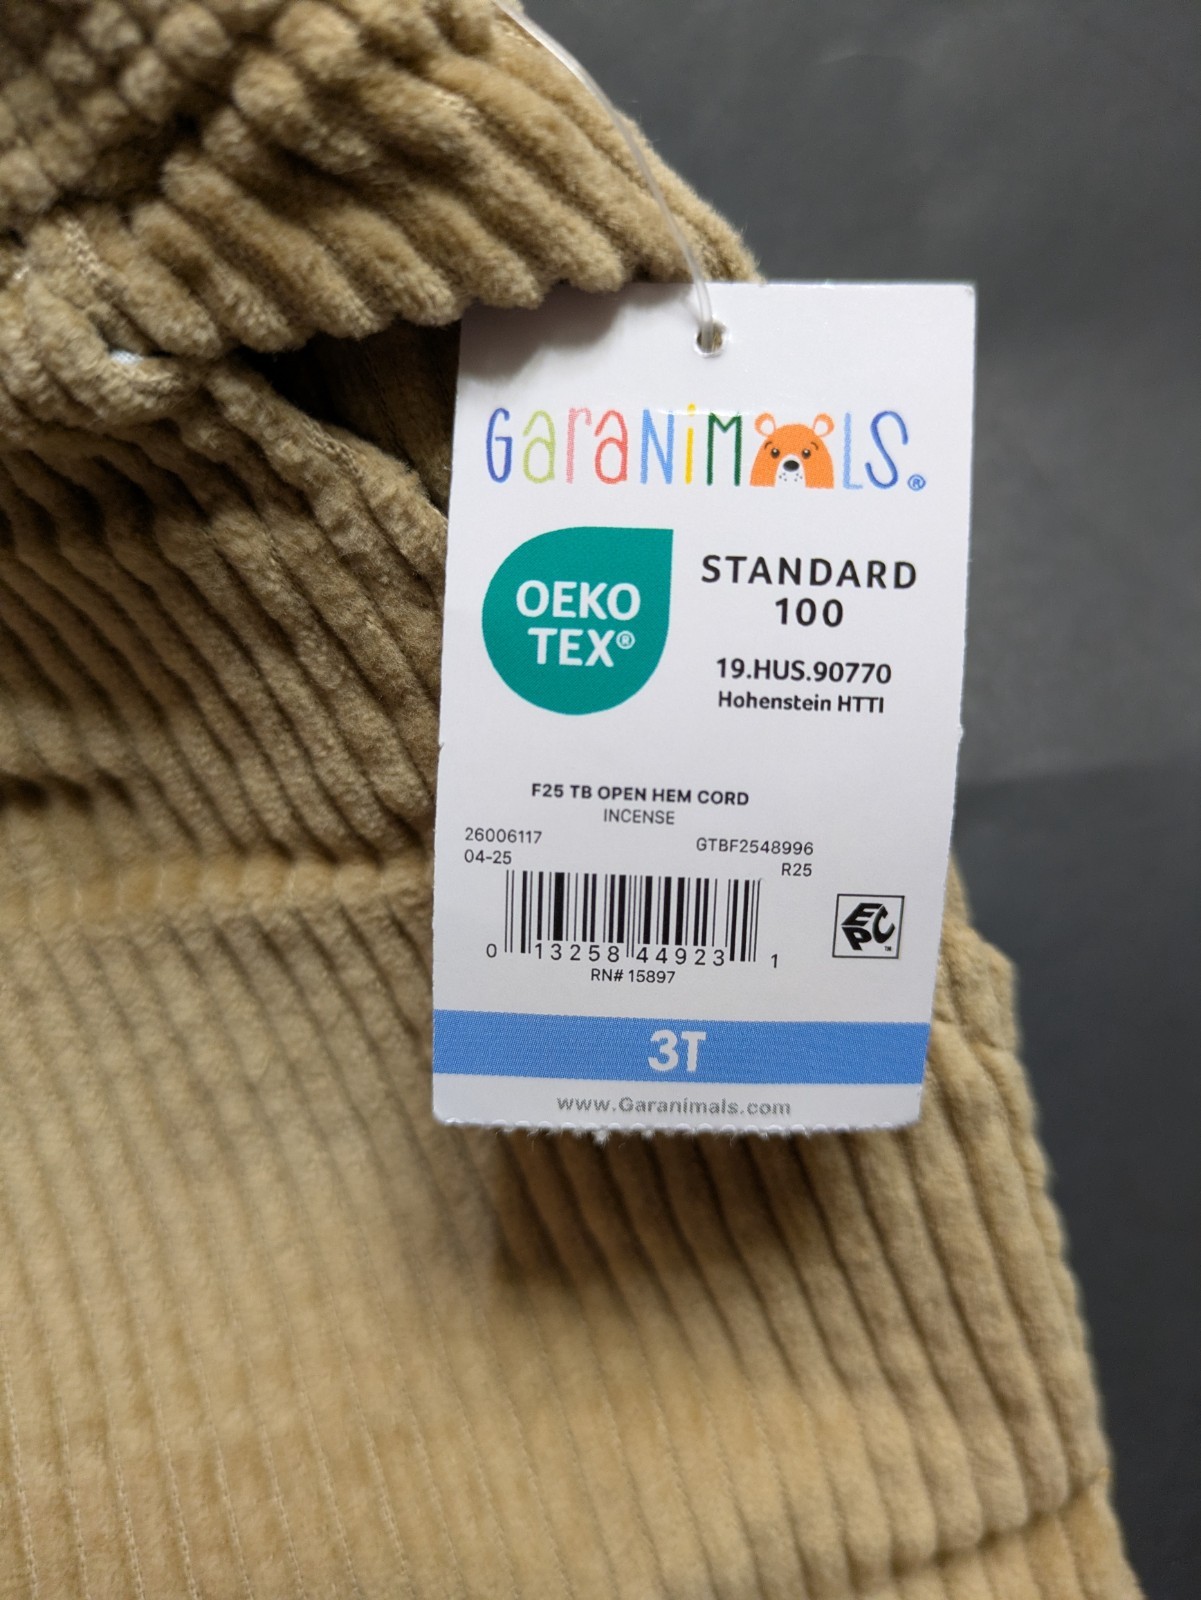 GaraNiMALS®
OEKO
TEX®
STANDARD
100
19.HUS.90770
Hohenstein HTTI
F25 TB OPEN HEM CORD
INCENSE
26006117
GTBF2548996
04-25
R25
0 13258 44923 1
EPC™
RN# 15897
3T
www.Garanimals.com